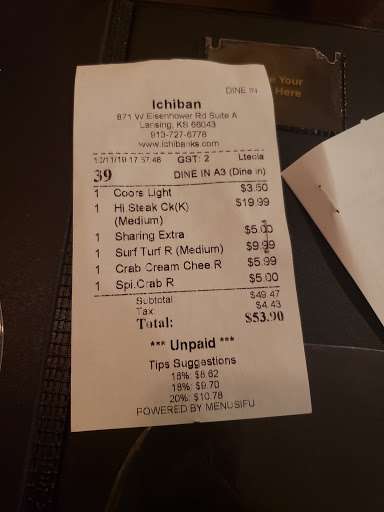 DINE IN
Ichiban
871 W Eisenhower Rd Suite A
Lansing, KS 66043
913-727-6778
www.ichibanks.com
10/11/19 17:57:48 GST: 2 Ltecia
39 DINE IN A3 (Dine in)
1 Coors Light $3.50
1 Hi Steak Ck(K) $19.99
(Medium)
1 Sharing Extra $5.00
1 Surf Turf R (Medium) $9.99
1 Crab Cream Chee.R $5.99
1 Spi.Crab R $5.00
Subtotal: $49.47
Tax: $4.43
Total: $53.90
*** Unpaid ***
Tips Suggestions
16%: $8.62
18%: $9.70
20%: $10.78
POWERED BY MENUSIFU
Your
Here